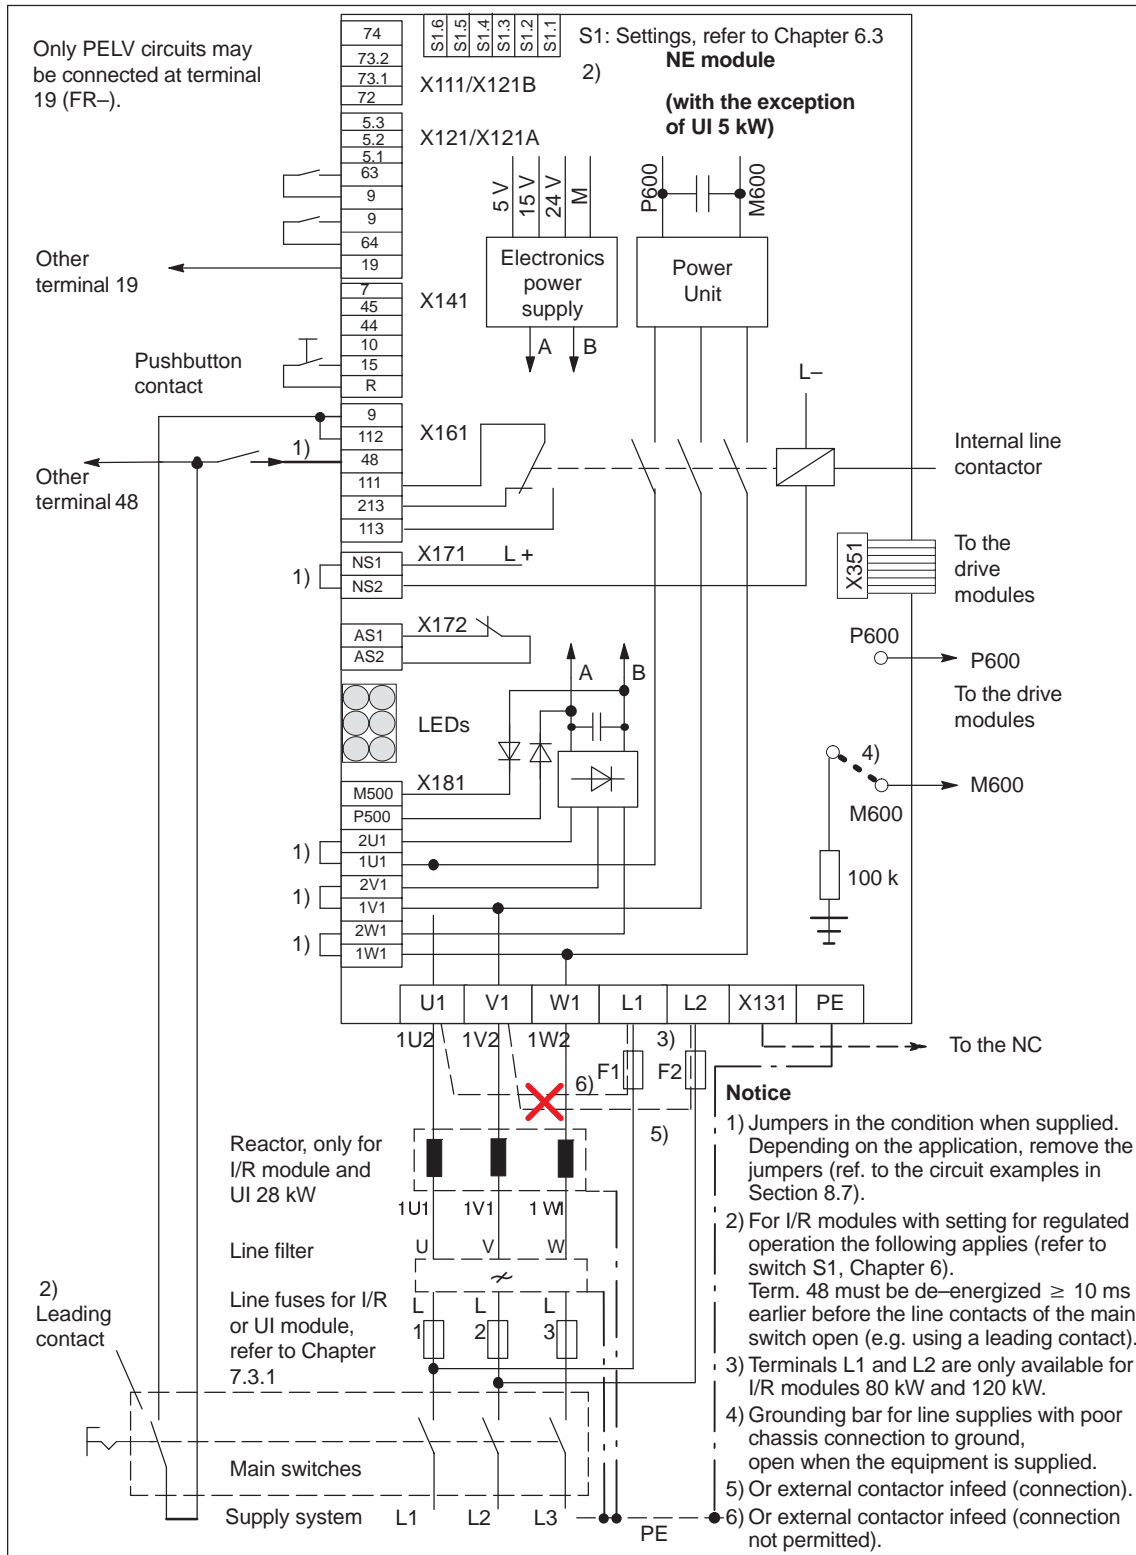 Only PELV circuits may
be connected at terminal
19 (FR–).
74
73.2
73.1
72
X111/X121B
S1.6
S1.5
S1.4
S1.3
S1.2
S1.1
S1: Settings, refer to Chapter 6.3
2)
NE module
(with the exception
of UI 5 kW)
5.3
5.2
5.1
63
9
9
64
19
X121/X121A
Other
terminal 19
5 V
15 V
24 V
M
P600
M600
Electronics
power
supply
Power
Unit
A
B
7
45
44
10
15
R
X141
Pushbutton
contact
L–
9
112
48
111
213
113
X161
1)
Other
terminal 48
Internal line
contactor
NS1
NS2
X171
L +
1)
X351
To the
drive
modules
AS1
AS2
X172
P600
P600
To the drive
modules
A
B
LEDs
4)
M600
M600
100 k
M500
P500
2U1
1U1
2V1
1V1
2W1
1W1
X181
1)
1)
1)
U1
V1
W1
L1
L2
X131
PE
1U2
1V2
1W2
3)
F1
F2
6)
5)
To the NC
Reactor, only for
I/R module and
UI 28 kW
1U1
1V1
1W1
U
V
W
Line filter
Line fuses for I/R
or UI module,
refer to Chapter
7.3.1
L
1
L
2
L
3
2)
Leading
contact
Main switches
Supply system
L1
L2
L3
PE
Notice
1) Jumpers in the condition when supplied.
Depending on the application, remove the
jumpers (ref. to the circuit examples in
Section 8.7).
2) For I/R modules with setting for regulated
operation the following applies (refer to
switch S1, Chapter 6).
Term. 48 must be de–energized ≥ 10 ms
earlier before the line contacts of the main
switch open (e.g. using a leading contact).
3) Terminals L1 and L2 are only available for
I/R modules 80 kW and 120 kW.
4) Grounding bar for line supplies with poor
chassis connection to ground,
open when the equipment is supplied.
5) Or external contactor infeed (connection).
6) Or external contactor infeed (connection
not permitted).